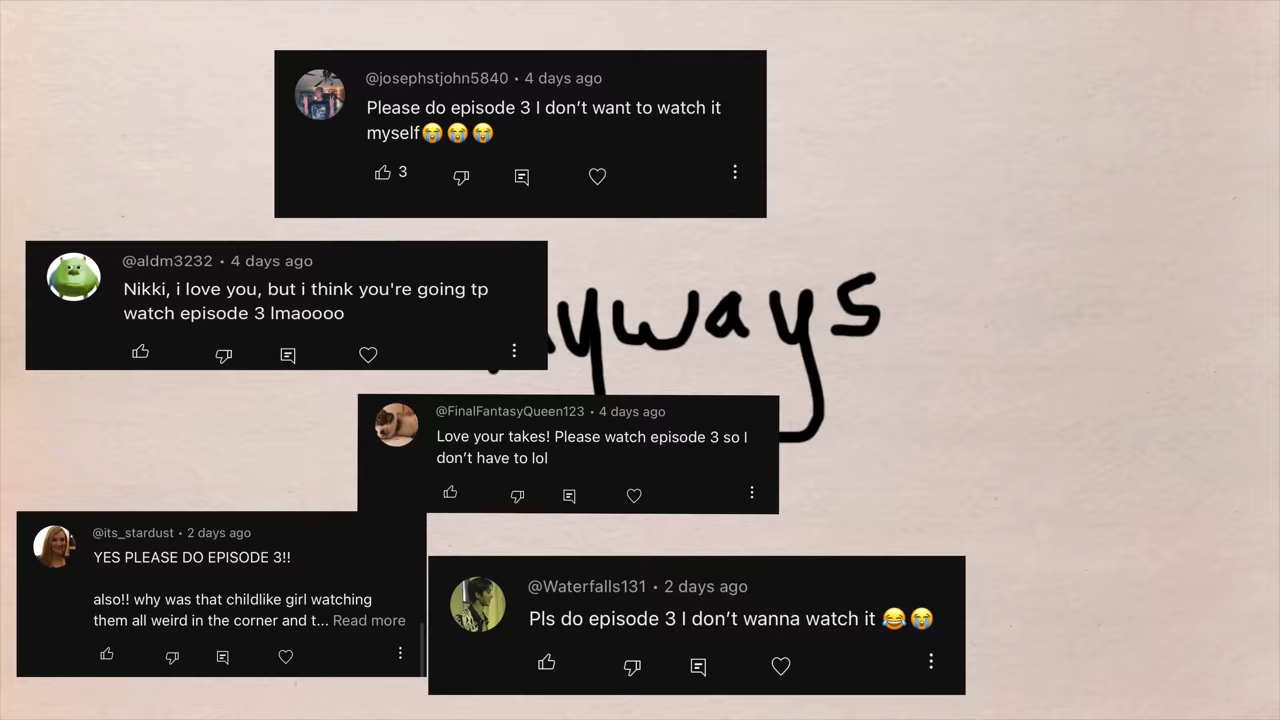 @josephstjohn5840 • 4 days ago
Please do episode 3 I don’t want to watch it
myself😭😭😭
3
@aldm3232 • 4 days ago
Nikki, i love you, but i think you're going tp
watch episode 3 lmaoooo
yways
@FinalFantasyQueen123 • 4 days ago
Love your takes! Please watch episode 3 so I
don’t have to lol
@its_stardust • 2 days ago
YES PLEASE DO EPISODE 3!!
also!! why was that childlike girl watching
them all weird in the corner and t... Read more
@Waterfalls131 • 2 days ago
Pls do episode 3 I don’t wanna watch it 😂😭